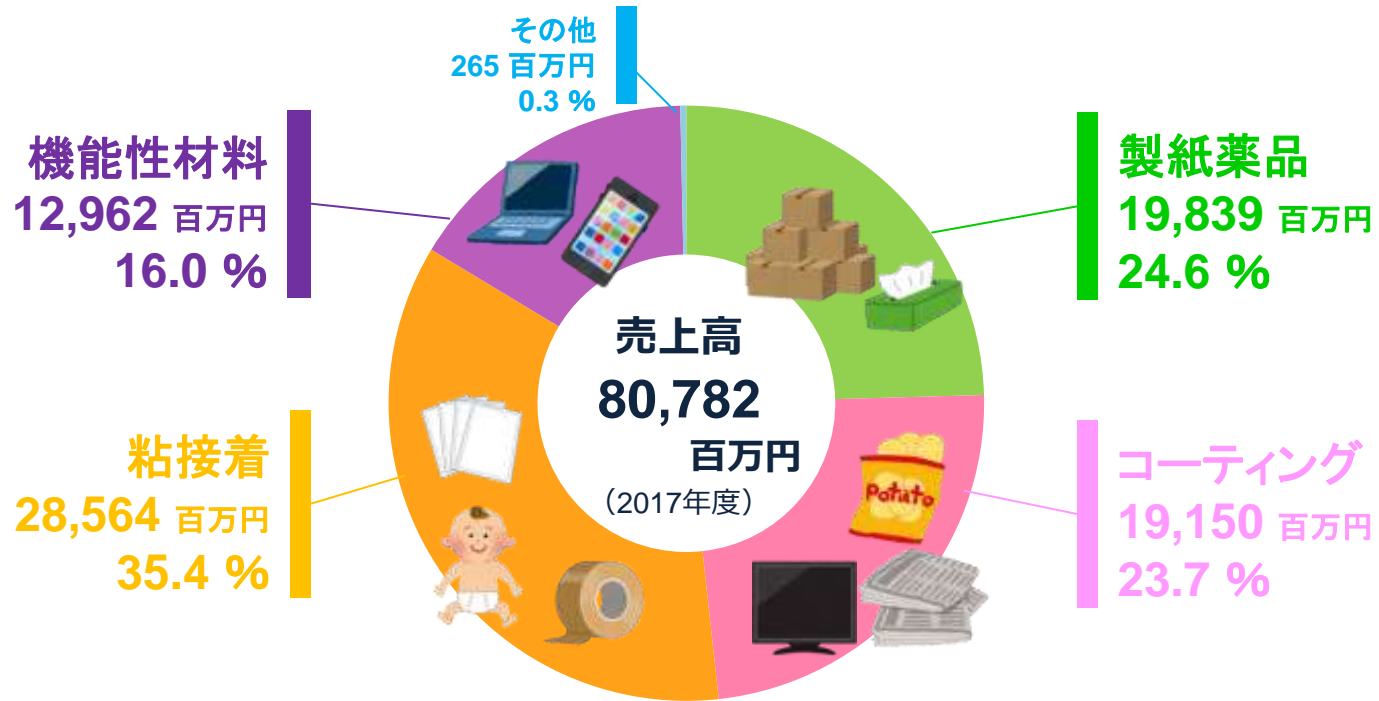 その他
265 百万円
0.3 %
機能性材料
12,962 百万円
16.0 %
製紙薬品
19,839 百万円
24.6 %
売上高
80,782
百万円
（2017年度）
粘接着
28,564 百万円
35.4 %
コーティング
19,150 百万円
23.7 %
Potato